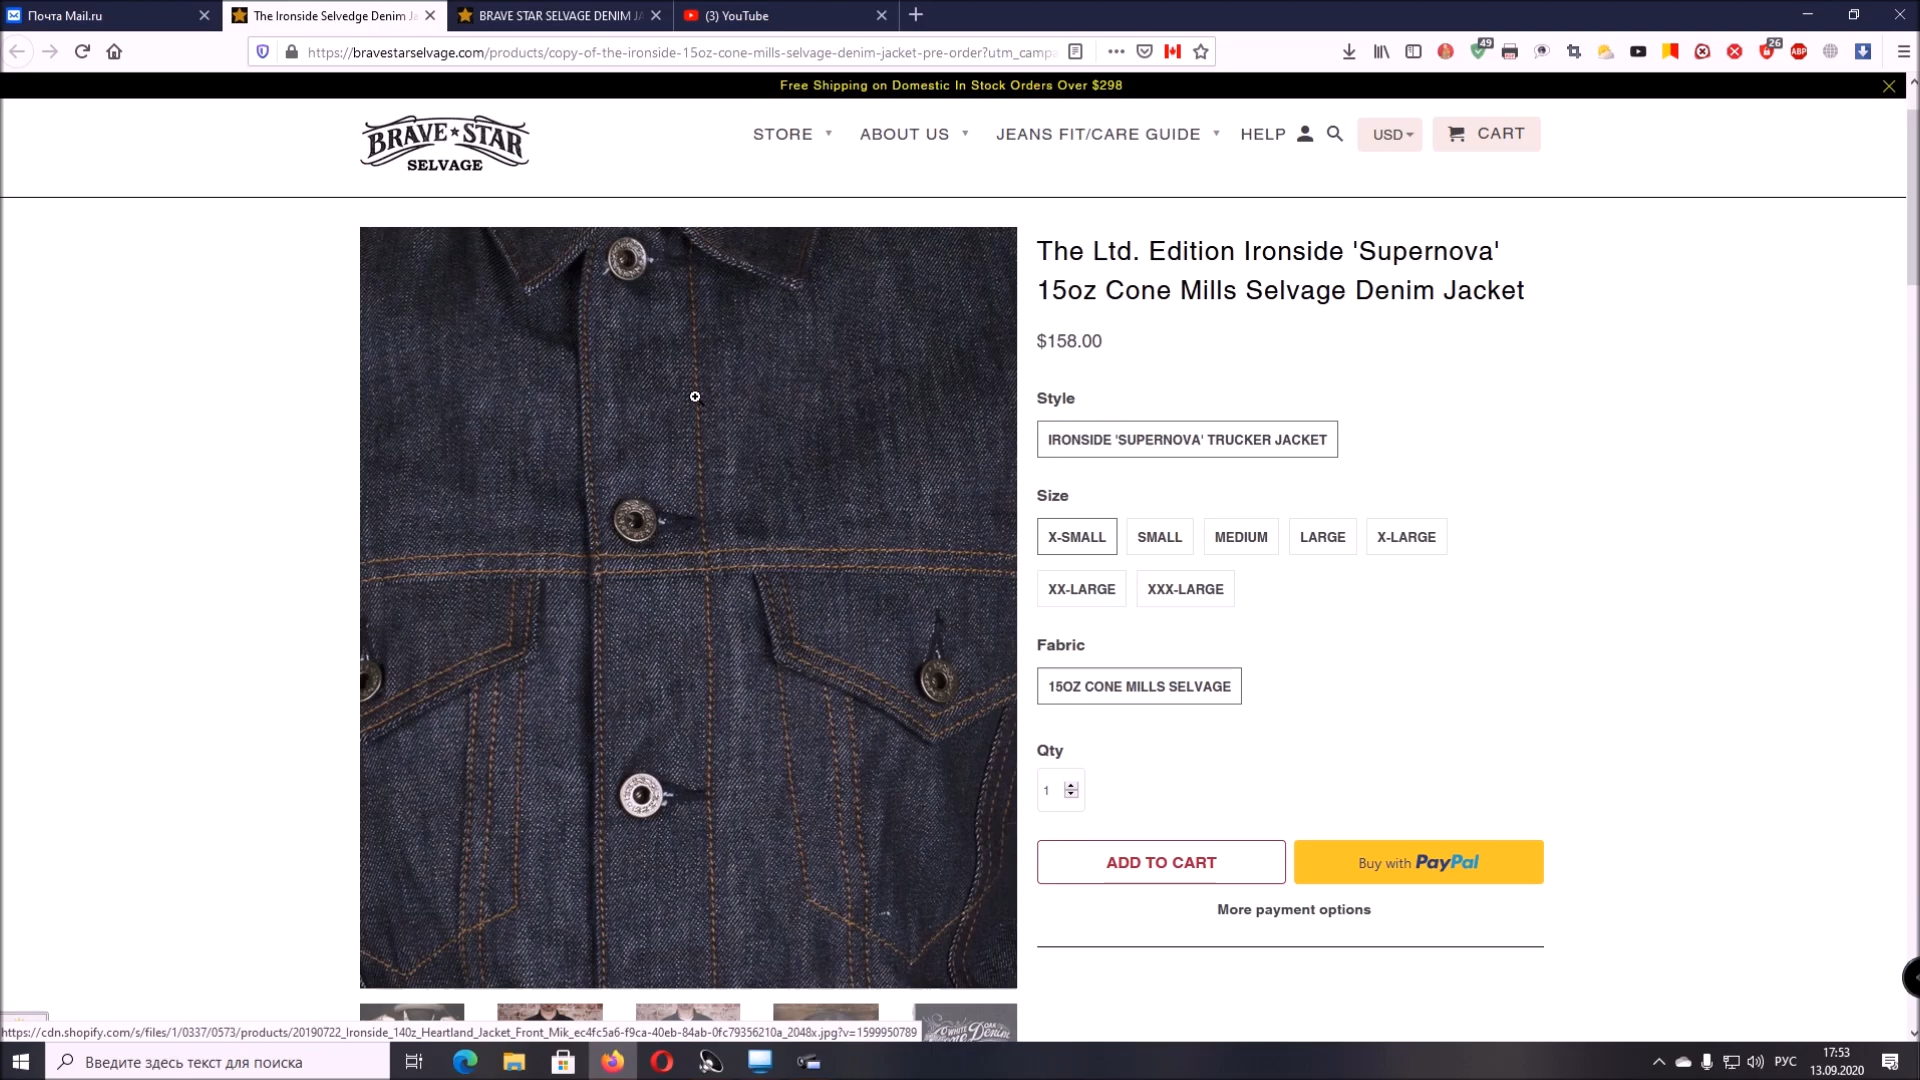 Почта Mail.ru
The Ironside Selvedge Denim Ja
BRAVE STAR SELVAGE DENIM JA
(3) YouTube
https://bravestarselvage.com/products/copy-of-the-ironside-15oz-cone-mills-selvage-denim-jacket-pre-order?utm_campa
49
26
ABP
Free Shipping on Domestic In Stock Orders Over $298
BRAVE STAR
SELVAGE
STORE
ABOUT US
JEANS FIT/CARE GUIDE
HELP
USD
CART
The Ltd. Edition Ironside 'Supernova'
15oz Cone Mills Selvage Denim Jacket
$158.00
Style
IRONSIDE 'SUPERNOVA' TRUCKER JACKET
Size
X-SMALL
SMALL
MEDIUM
LARGE
X-LARGE
XX-LARGE
XXX-LARGE
Fabric
15OZ CONE MILLS SELVAGE
Qty
1
ADD TO CART
Buy with PayPal
More payment options
https://cdn.shopify.com/s/files/1/0337/0573/products/20190722_Ironside_14oz_Heartland_Jacket_Front_Mik_ec4fc5a6-f9ca-40eb-84ab-0fc79356210a_2048x.jpg?v=1599950789
Введите здесь текст для поиска
РУС
17:53
13.09.2020